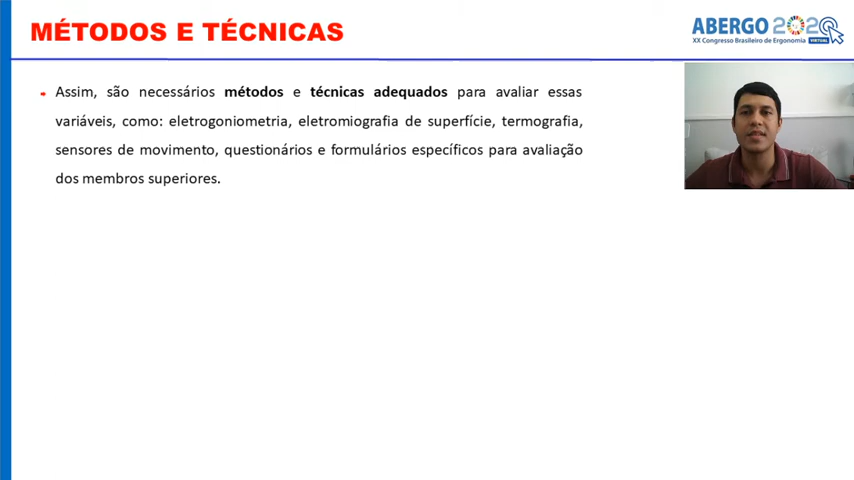 MÉTODOS E TÉCNICAS
ABERGO 2020
XX Congresso Brasileiro de Ergonomia VIRTUAL
Assim, são necessários métodos e técnicas adequados para avaliar essas
variáveis, como: eletrogoniometria, eletromiografia de superfície, termografia,
sensores de movimento, questionários e formulários específicos para avaliação
dos membros superiores.